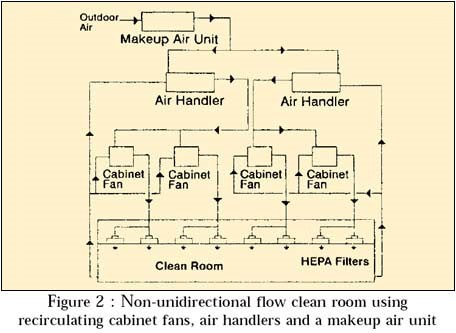 Outdoor
Air
Makeup Air Unit
Air Handler
Air Handler
Cabinet
Fan
Cabinet
Fan
Cabinet
Fan
Cabinet
Fan
Clean Room
HEPA Filters
Figure 2 : Non-unidirectional flow clean room using
recirculating cabinet fans, air handlers and a makeup air unit